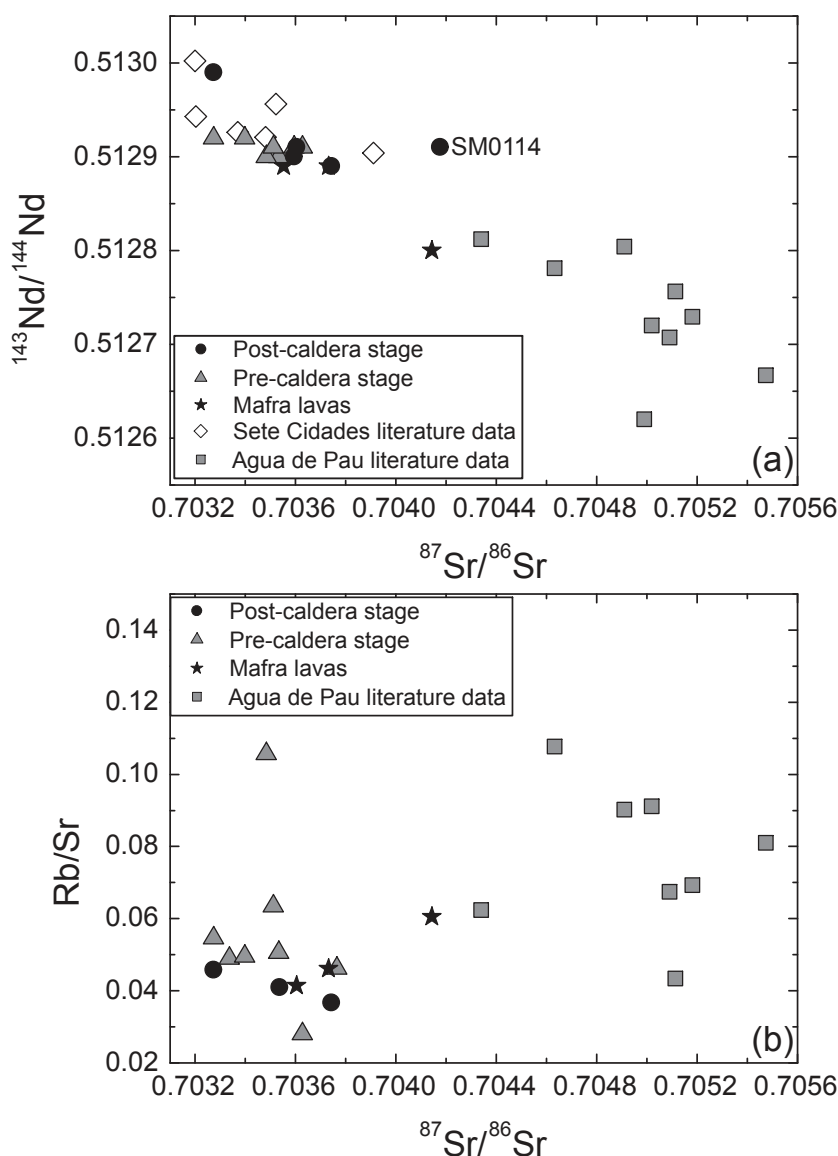 0.5130
0.5129
0.5128
0.5127
0.5126
¹⁴³Nd/¹⁴⁴Nd
SM0114
Post-caldera stage
Pre-caldera stage
Mafra lavas
Sete Cidades literature data
Agua de Pau literature data
(a)
0.7032 0.7036 0.7040 0.7044 0.7048 0.7052 0.7056
⁸⁷Sr/⁸⁶Sr
Post-caldera stage
Pre-caldera stage
Mafra lavas
Agua de Pau literature data
0.14
0.12
0.10
0.08
0.06
0.04
0.02
Rb/Sr
(b)
0.7032 0.7036 0.7040 0.7044 0.7048 0.7052 0.7056
⁸⁷Sr/⁸⁶Sr